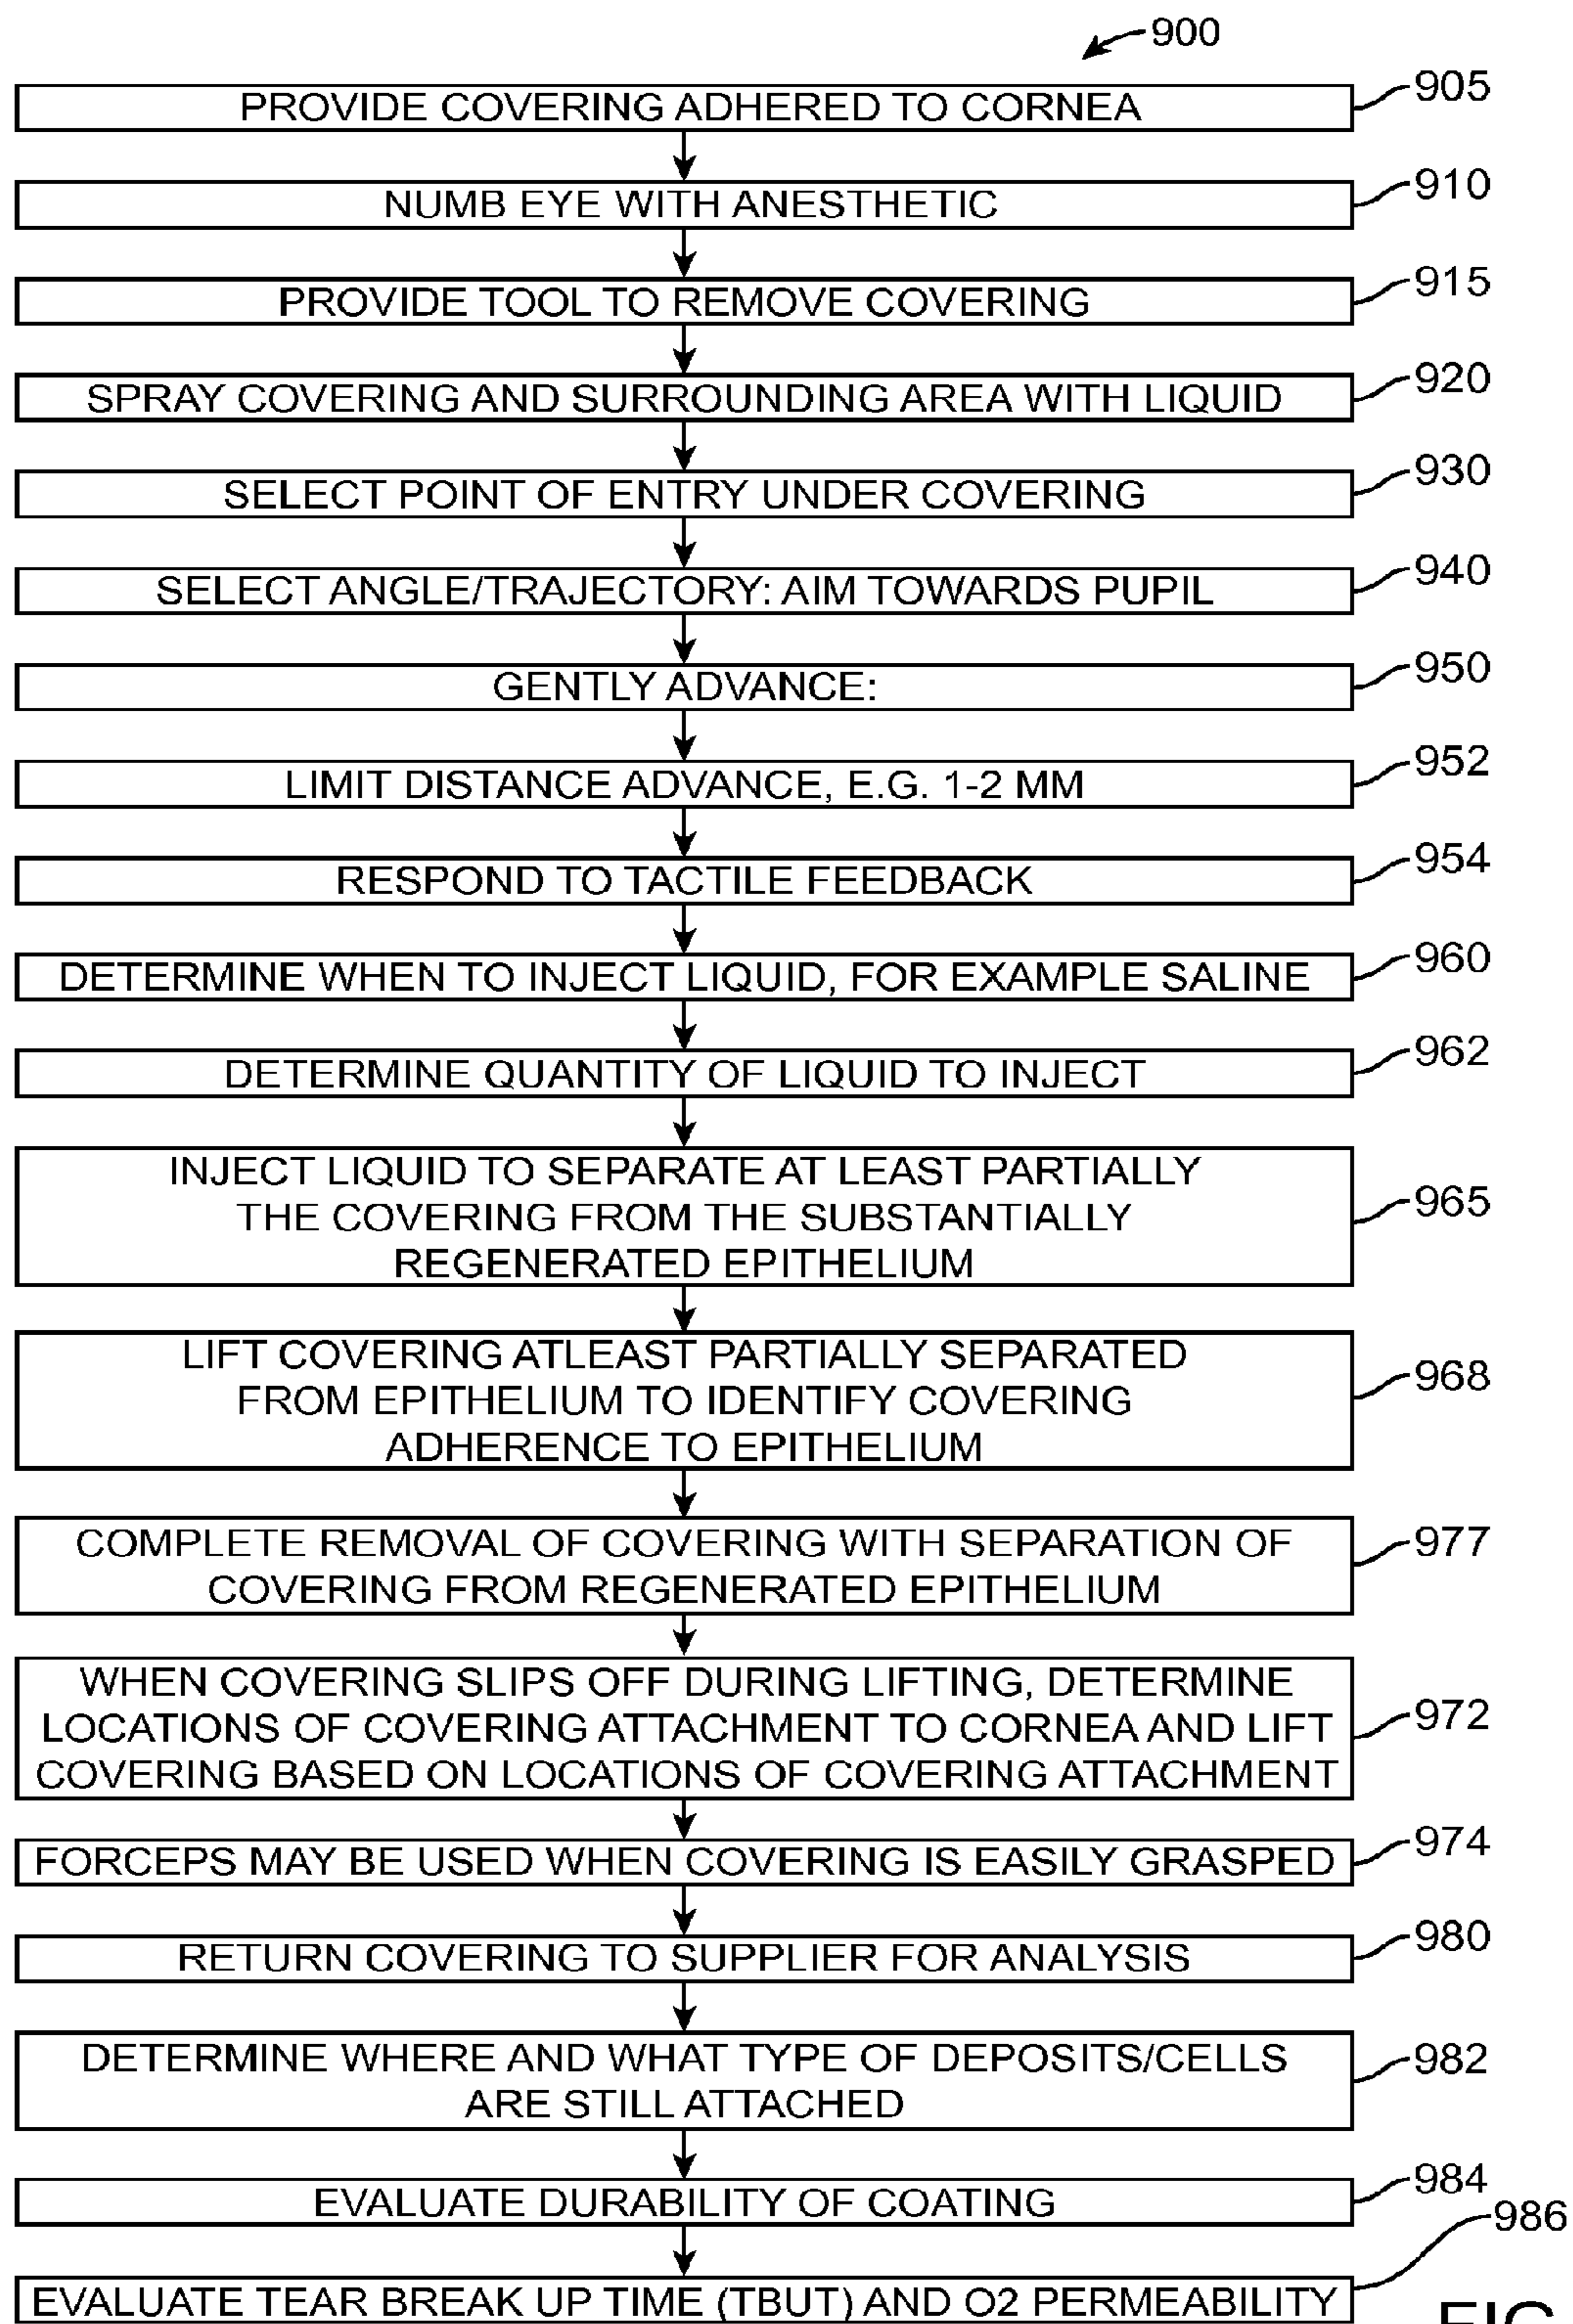 900
PROVIDE COVERING ADHERED TO CORNEA
905
NUMB EYE WITH ANESTHETIC
910
PROVIDE TOOL TO REMOVE COVERING
915
SPRAY COVERING AND SURROUNDING AREA WITH LIQUID
920
SELECT POINT OF ENTRY UNDER COVERING
930
SELECT ANGLE/TRAJECTORY: AIM TOWARDS PUPIL
940
GENTLY ADVANCE:
950
LIMIT DISTANCE ADVANCE, E.G. 1-2 MM
952
RESPOND TO TACTILE FEEDBACK
954
DETERMINE WHEN TO INJECT LIQUID, FOR EXAMPLE SALINE
960
DETERMINE QUANTITY OF LIQUID TO INJECT
962
INJECT LIQUID TO SEPARATE AT LEAST PARTIALLY
THE COVERING FROM THE SUBSTANTIALLY
REGENERATED EPITHELIUM
965
LIFT COVERING ATLEAST PARTIALLY SEPARATED
FROM EPITHELIUM TO IDENTIFY COVERING
ADHERENCE TO EPITHELIUM
968
COMPLETE REMOVAL OF COVERING WITH SEPARATION OF
COVERING FROM REGENERATED EPITHELIUM
977
WHEN COVERING SLIPS OFF DURING LIFTING, DETERMINE
LOCATIONS OF COVERING ATTACHMENT TO CORNEA AND LIFT
COVERING BASED ON LOCATIONS OF COVERING ATTACHMENT
972
FORCEPS MAY BE USED WHEN COVERING IS EASILY GRASPED
974
RETURN COVERING TO SUPPLIER FOR ANALYSIS
980
DETERMINE WHERE AND WHAT TYPE OF DEPOSITS/CELLS
ARE STILL ATTACHED
982
EVALUATE DURABILITY OF COATING
984
986
EVALUATE TEAR BREAK UP TIME (TBUT) AND O2 PERMEABILITY
FIG